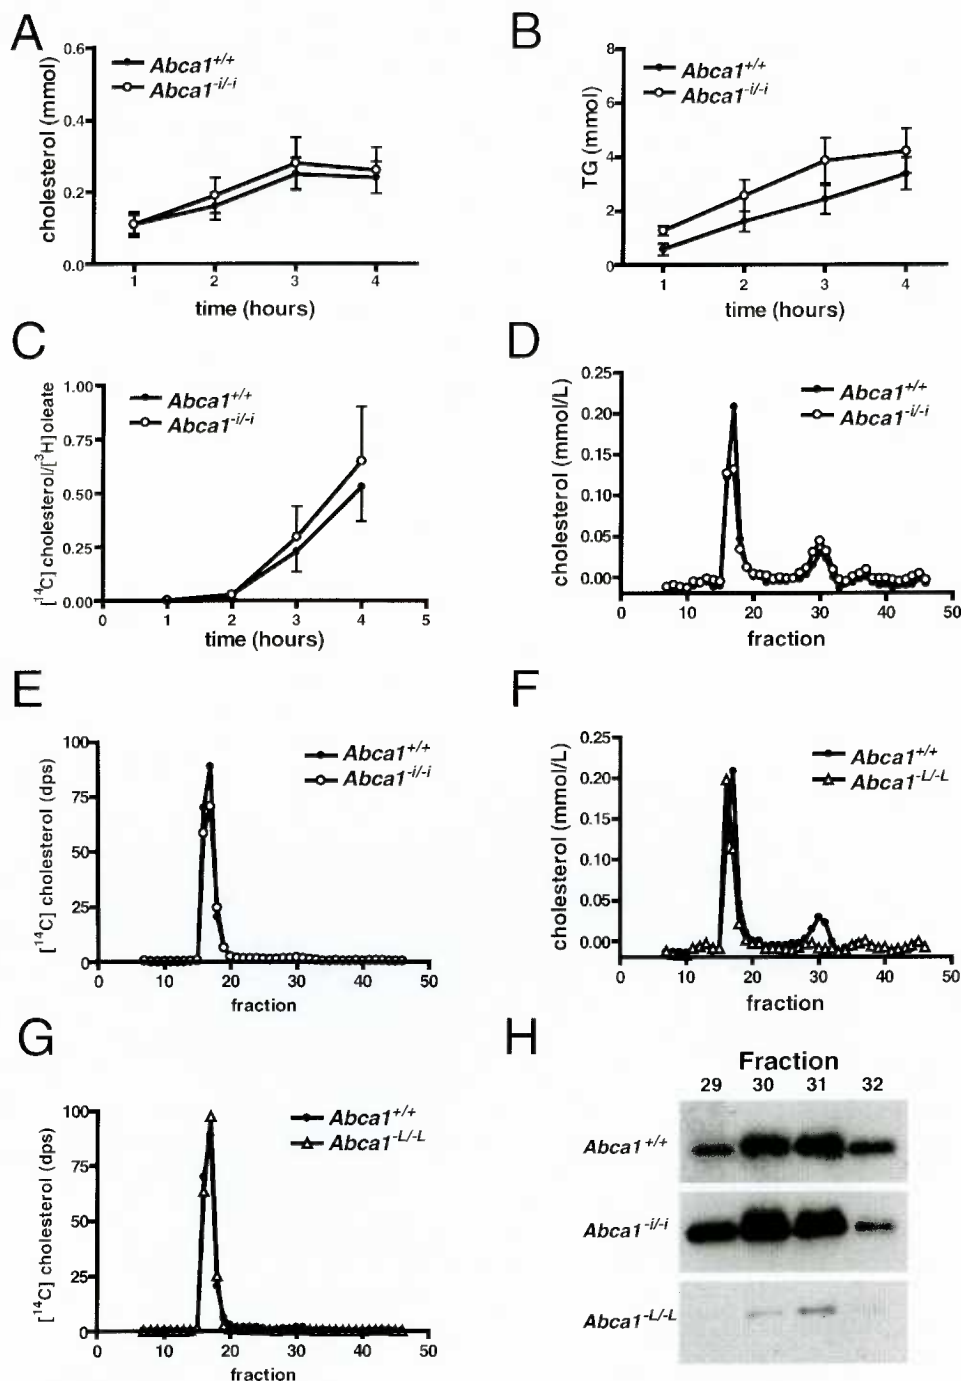 A
cholesterol (mmol)
0.6
0.4
0.2
0.0
Abca1+/+
Abca1-i/-i
1 2 3 4
time (hours)
B
TG (mmol)
8
6
4
2
0
Abca1+/+
Abca1-i/-i
1 2 3 4
time (hours)
C
[14C] cholesterol/[3H] oleate
1.00
0.75
0.50
0.25
0.00
Abca1+/+
Abca1-i/-i
0 1 2 3 4 5
time (hours)
D
cholesterol (mmol/L)
0.25
0.20
0.15
0.10
0.05
0.00
Abca1+/+
Abca1-i/-i
0 10 20 30 40 50
fraction
E
[14C] cholesterol (dps)
100
75
50
25
0
Abca1+/+
Abca1-i/-i
0 10 20 30 40 50
fraction
F
cholesterol (mmol/L)
0.25
0.20
0.15
0.10
0.05
0.00
Abca1+/+
Abca1-L/-L
0 10 20 30 40 50
fraction
G
[14C] cholesterol (dps)
100
75
50
25
0
Abca1+/+
Abca1-L/-L
0 10 20 30 40 50
fraction
H
Fraction
29 30 31 32
Abca1+/+
Abca1-i/-i
Abca1-L/-L